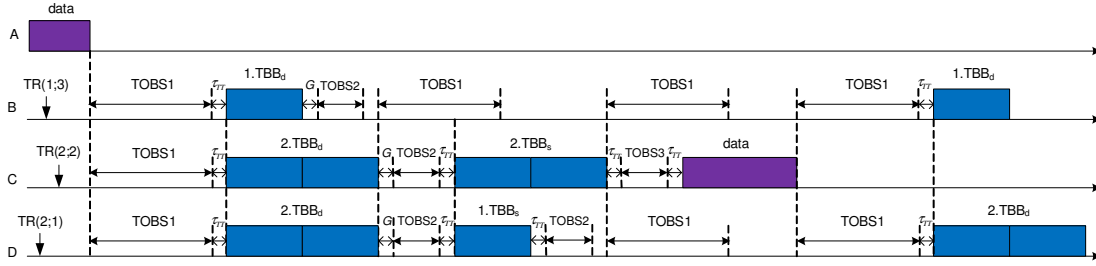 data
A
TR(1;3) TOBS1 τTT 1.TBBd G TOBS2 TOBS1 TOBS1 TOBS1 τTT 1.TBBd
B
TR(2;2) TOBS1 τTT 2.TBBd G TOBS2 τTT 2.TBBs τTT TOBS3 τTT data
C
TR(2;1) TOBS1 τTT 2.TBBd G TOBS2 τTT 1.TBBs τTT TOBS2 TOBS1 TOBS1 τTT 2.TBBd
D